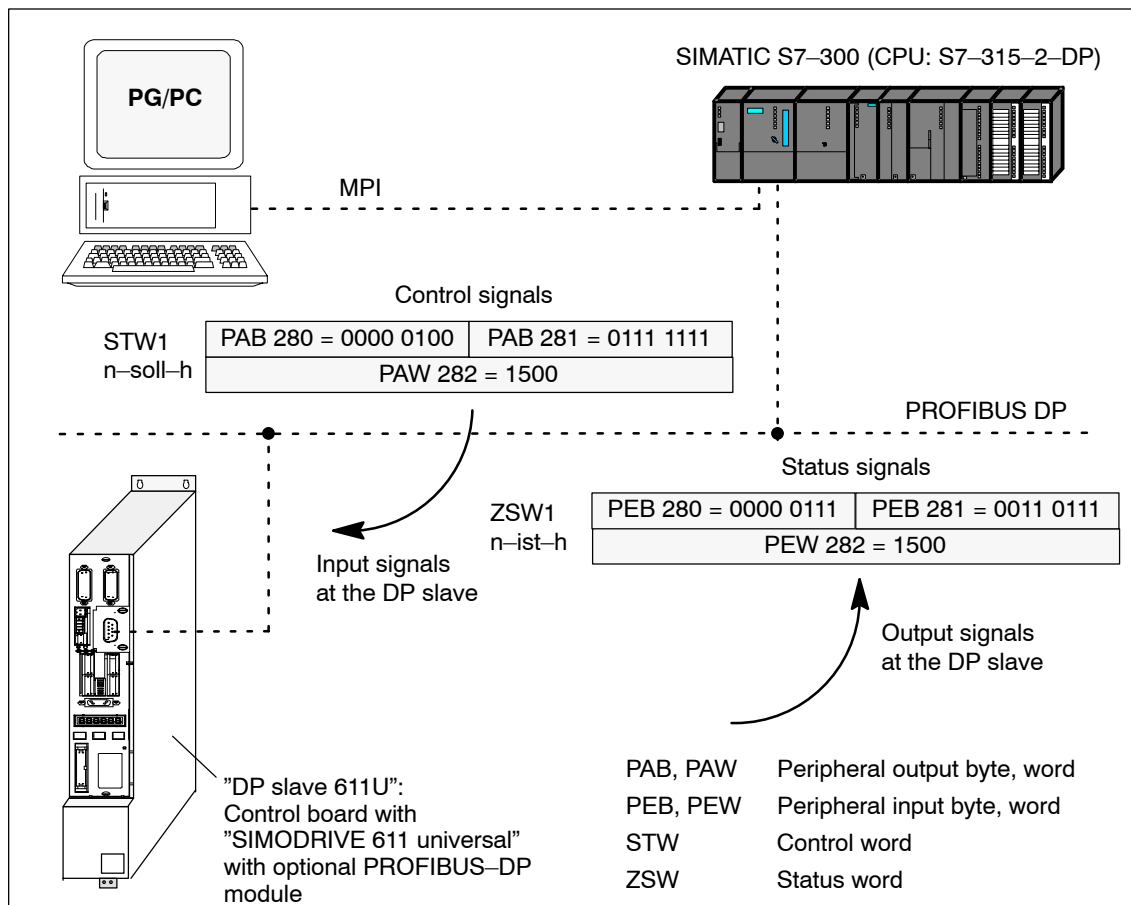 PG/PC
SIMATIC S7–300 (CPU: S7–315–2–DP)
MPI
Control signals
STW1
PAB 280 = 0000 0100
PAB 281 = 0111 1111
n–soll–h
PAW 282 = 1500
PROFIBUS DP
Status signals
ZSW1
PEB 280 = 0000 0111
PEB 281 = 0011 0111
n–ist–h
PEW 282 = 1500
Input signals
at the DP slave
Output signals
at the DP slave
"DP slave 611U":
Control board with
"SIMODRIVE 611 universal"
with optional PROFIBUS–DP
module
PAB, PAW Peripheral output byte, word
PEB, PEW Peripheral input byte, word
STW Control word
ZSW Status word